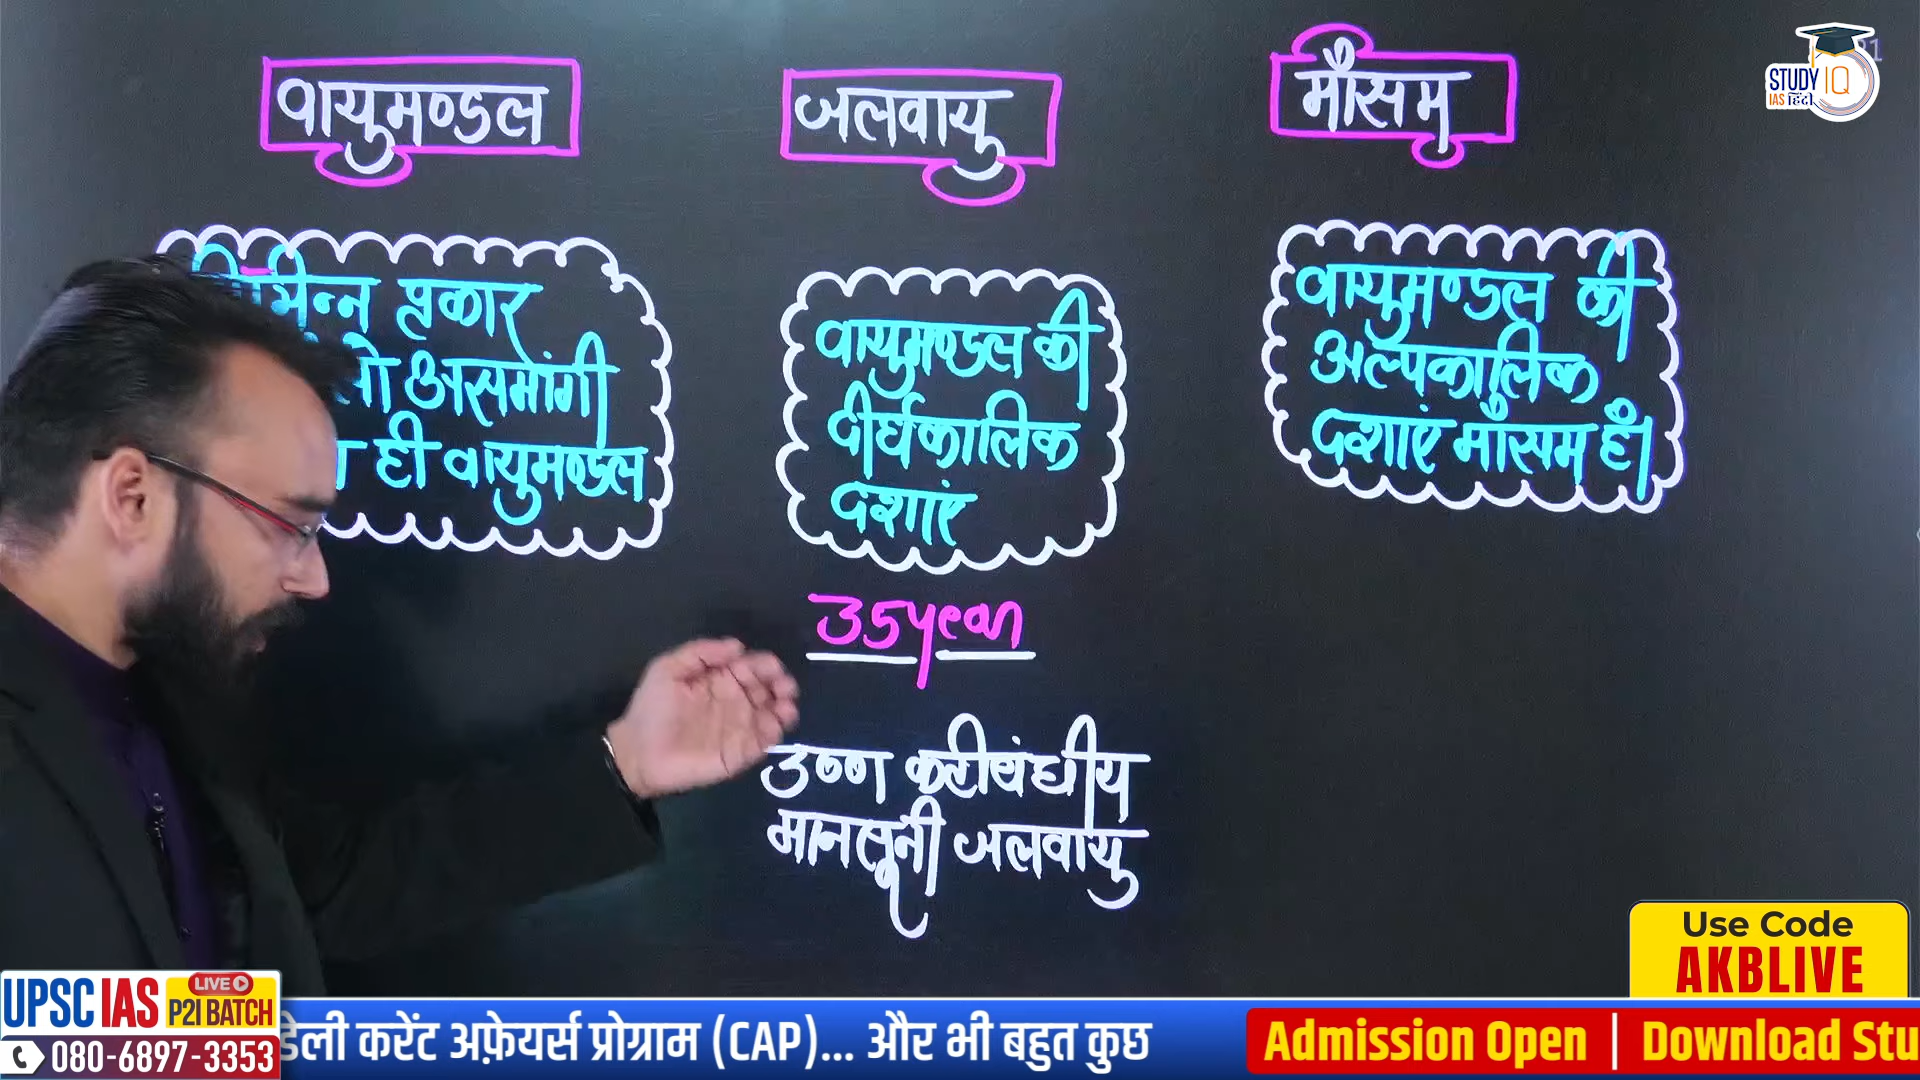 वायुमण्डल
जलवायु
मौसम
STUDY IQ
IAS हिंदी
प्रकार
असमांगी
ही वायुमण्डल
वायुमण्डल की
दीर्घकालिक
दशाएं
वायुमण्डल की
अल्पकालिक
दशाएं मौसम हैं।
35 year
उष्ण कटीबंधीय
मानसूनी जलवायु
Use Code
AKBLIVE
UPSC IAS LIVE
P2I BATCH
080-6897-3353
डेली करेंट अफ़ेयर्स प्रोग्राम (CAP)... और भी बहुत कुछ
Admission Open | Download Stu